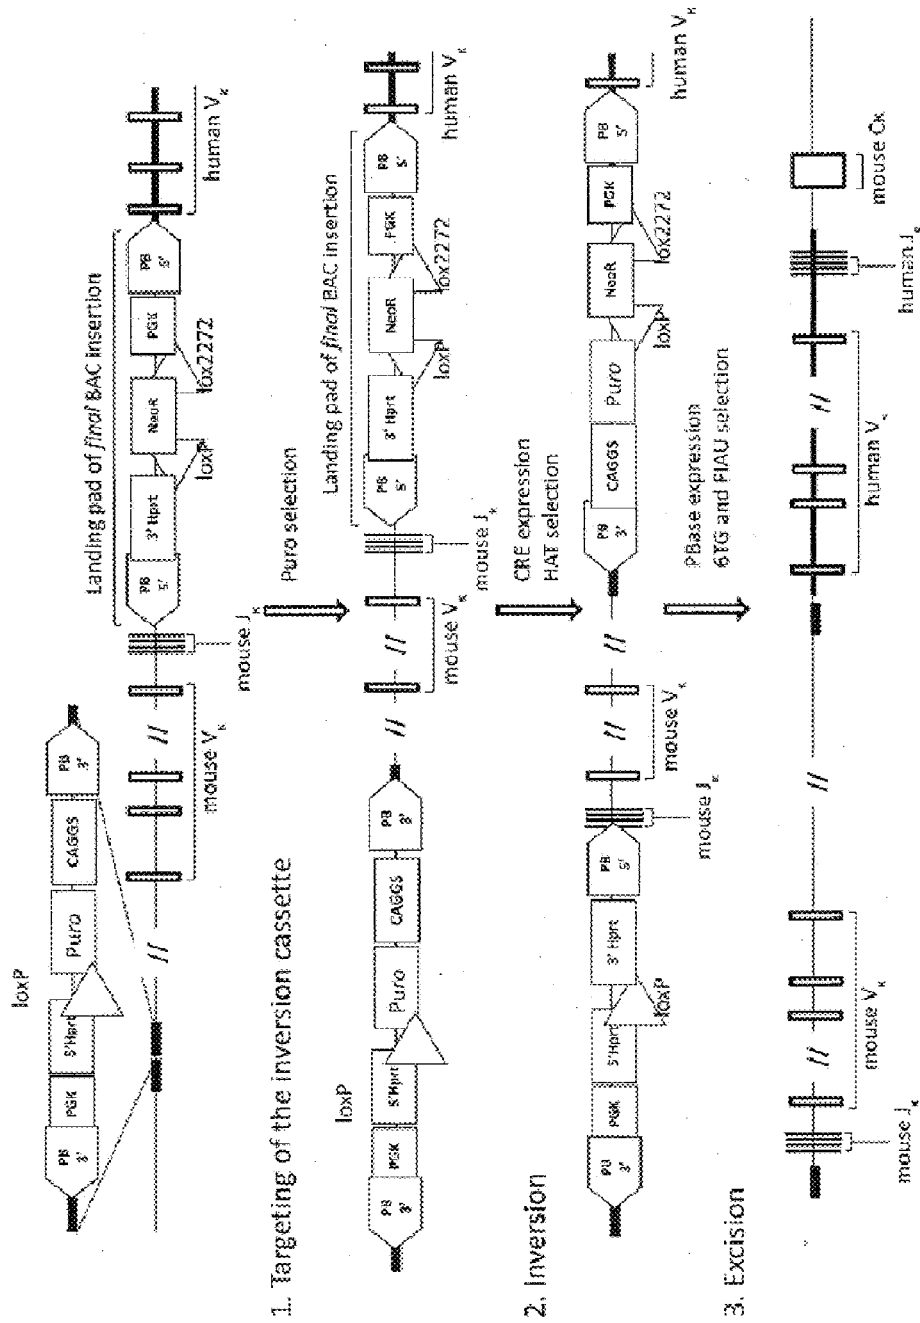 loxP
PB 3'
PGK
5'Hprt
Puro
CAGGS
PB 3'
Landing pad of final BAC insertion
PB 5'
3' Hprt
NeoR
PGK
PB 5'
loxP
lox2272
human Vκ
mouse Vκ
mouse Jκ
1. Targeting of the inversion cassette
Puro selection
loxP
PB 3'
PGK
5'Hprt
Puro
CAGGS
PB 3'
Landing pad of final BAC insertion
PB 5'
3' Hprt
NeoR
PGK
PB 5'
loxP
lox2272
human Vκ
mouse Vκ
mouse Jκ
2. Inversion
CRE expression
HAT selection
PB 3'
PGK
5'Hprt
3' Hprt
PB 5'
loxP
mouse Jκ
mouse Vκ
PB 3'
CAGGS
Puro
NeoR
PGK
PB 5'
loxP
lox2272
human Vκ
3. Excision
PBase expression
6TG and FIAU selection
mouse Jκ
mouse Vκ
human Vκ
human Jκ
mouse Cκ